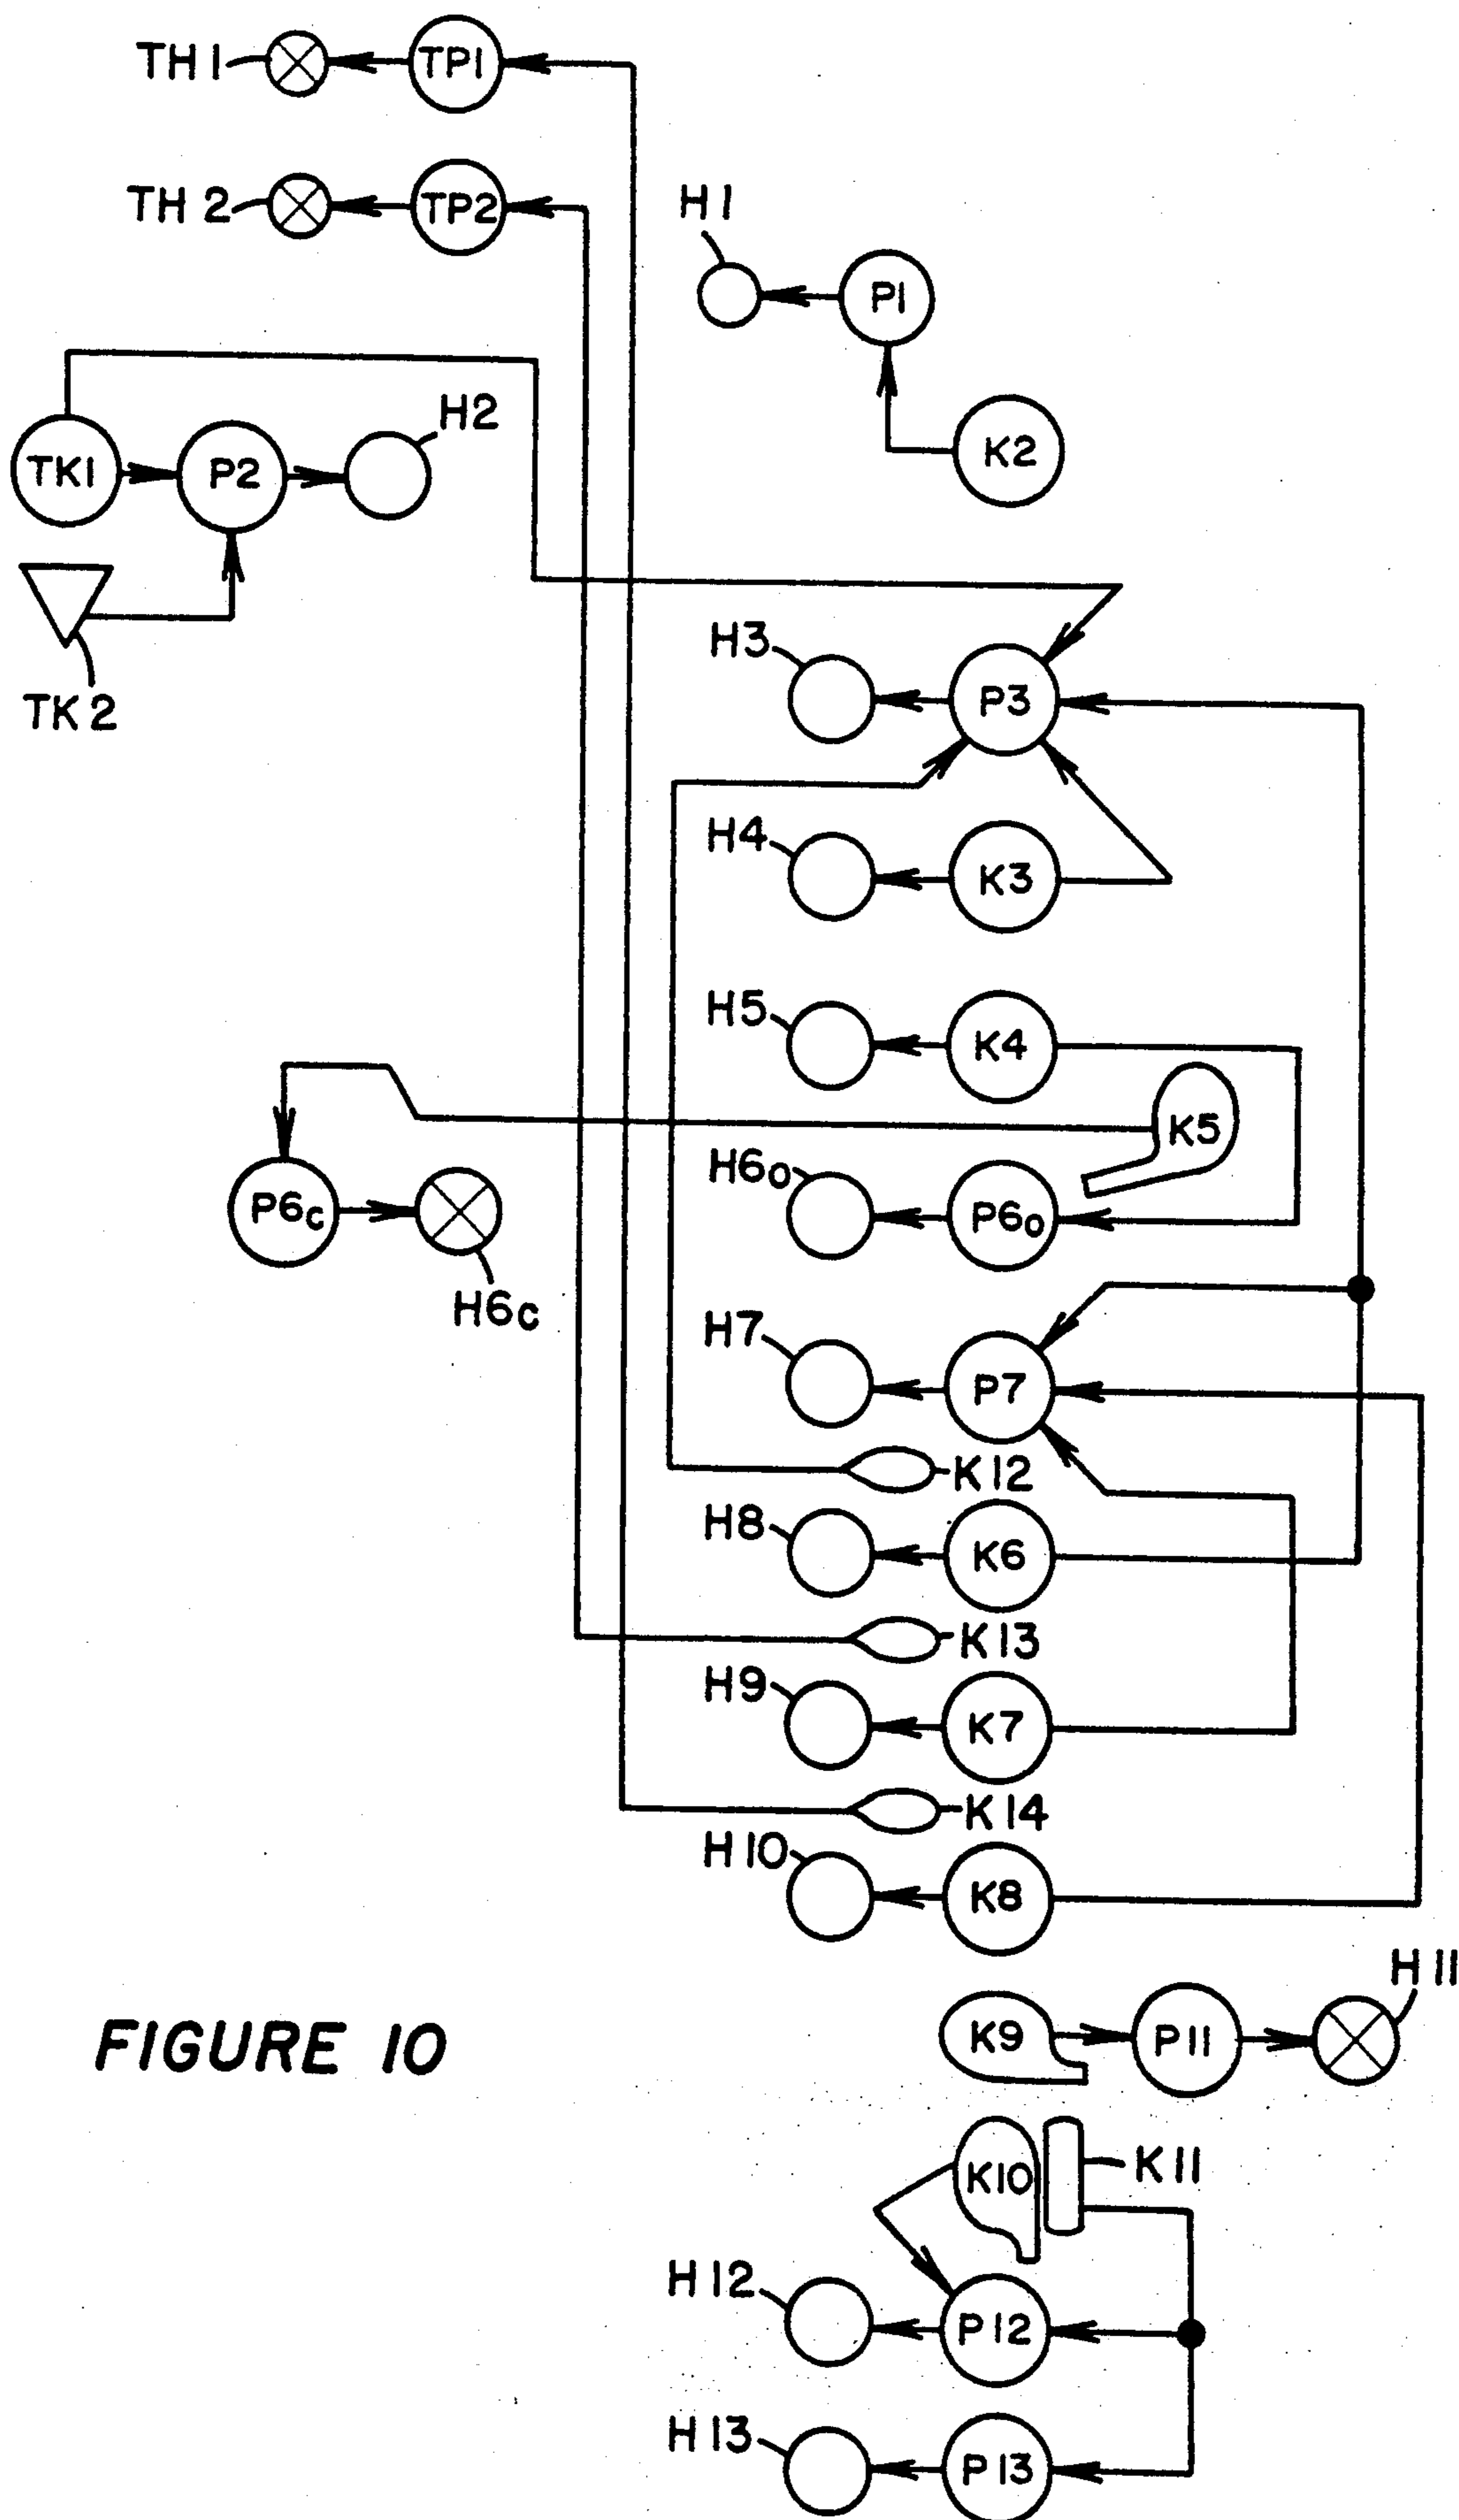 TH1
TP1
TH2
TP2
H1
P1
H2
K2
TK1
P2
TK2
H3
P3
H4
K3
H5
K4
K5
H6o
P6o
P6c
H6c
H7
P7
K12
H8
K6
K13
H9
K7
K14
H10
K8
H11
K9
P11
FIGURE 10
K10
K11
H12
P12
H13
P13